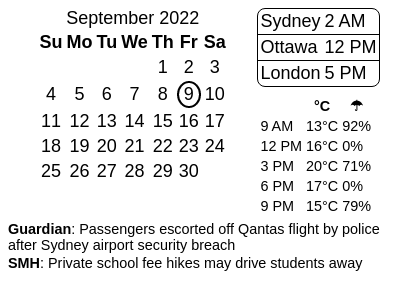 September 2022
Su Mo Tu We Th Fr Sa
1 2 3
4 5 6 7 8 9 10
11 12 13 14 15 16 17
18 19 20 21 22 23 24
25 26 27 28 29 30
Sydney 2 AM
Ottawa 12 PM
London 5 PM
°C ☂
9 AM 13°C 92%
12 PM 16°C 0%
3 PM 20°C 71%
6 PM 17°C 0%
9 PM 15°C 79%
Guardian: Passengers escorted off Qantas flight by police
after Sydney airport security breach
SMH: Private school fee hikes may drive students away